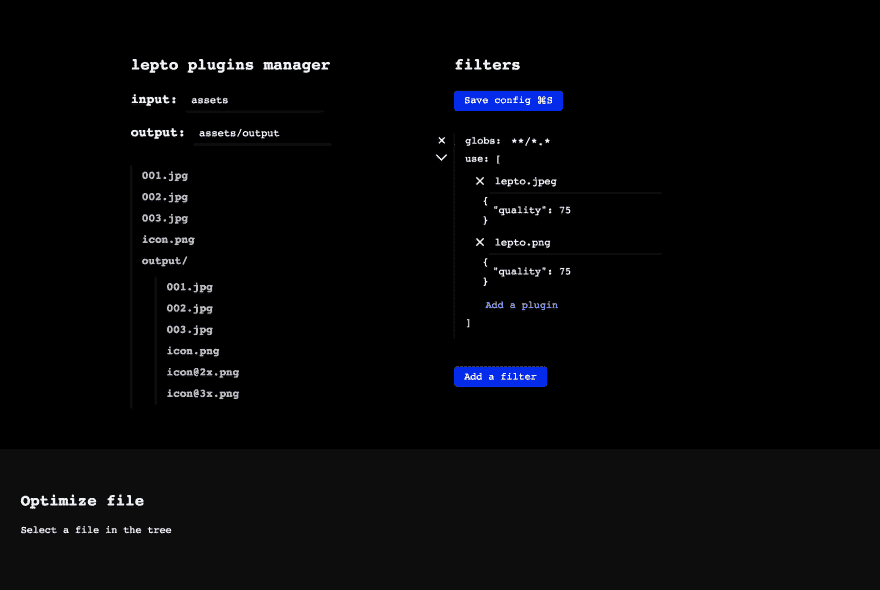 lepto plugins manager
input: assets
output: assets/output
001.jpg
002.jpg
003.jpg
icon.png
output/
001.jpg
002.jpg
003.jpg
icon.png
icon@2x.png
icon@3x.png
filters
Save config ⌘S
globs: **/*.*
use: [
lepto.jpeg
{
"quality": 75
}
lepto.png
{
"quality": 75
}
Add a plugin
]
Add a filter
Optimize file
Select a file in the tree